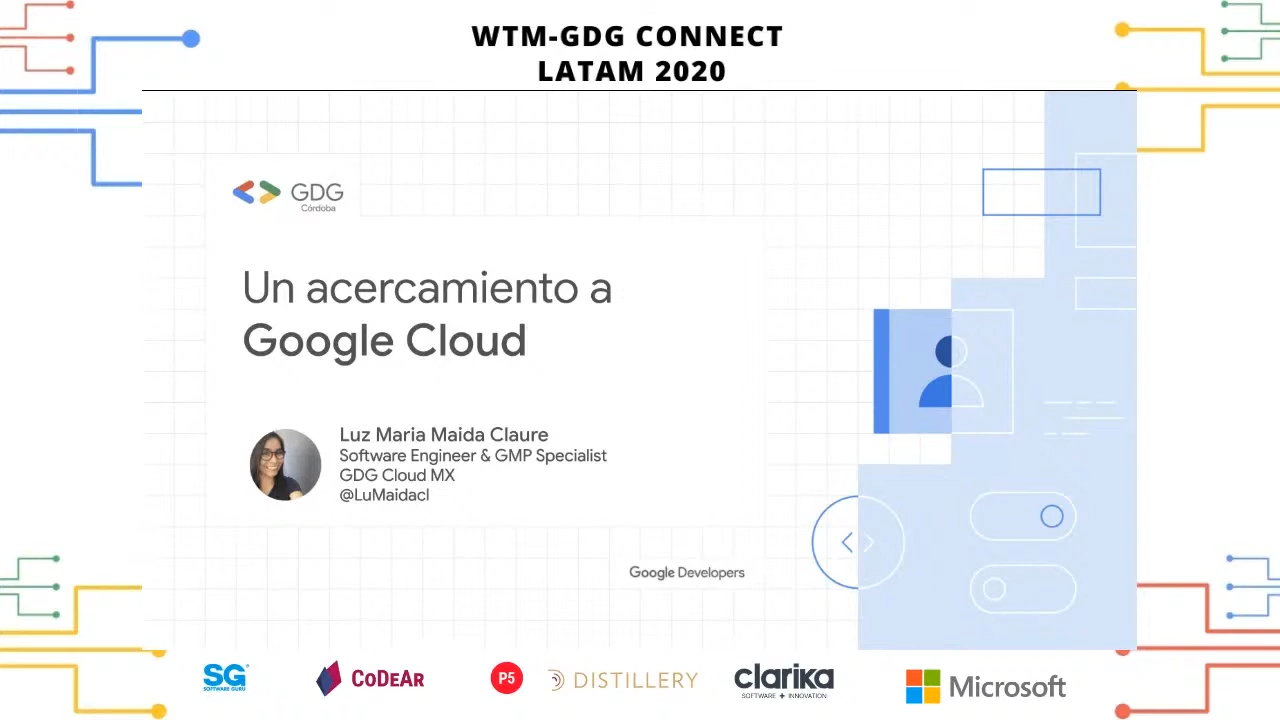 WTM-GDG CONNECT
LATAM 2020
GDG
Córdoba
Un acercamiento a
Google Cloud
Luz Maria Maida Claure
Software Engineer & GMP Specialist
GDG Cloud MX
@LuMaidacl
Google Developers
SG
SOFTWARE GURU
CODEAR
P5
DISTILLERY
clarika
SOFTWARE + INNOVATION
Microsoft